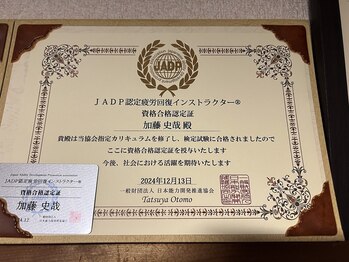 JADP
JADP認定疲労回復インストラクター®
資格合格認定証
加藤 史哉 殿
貴殿は当協会指定カリキュラムを修了し、検定試験に合格されましたので
ここに資格合格認定証を授与いたします
今後、社会における活躍を期待いたします
2024年12月13日
一般財団法人 日本能力開発推進協会
Tatsuya Otomo
JADP認定疲労回復インストラクター®
資格合格認定証
加藤 史哉